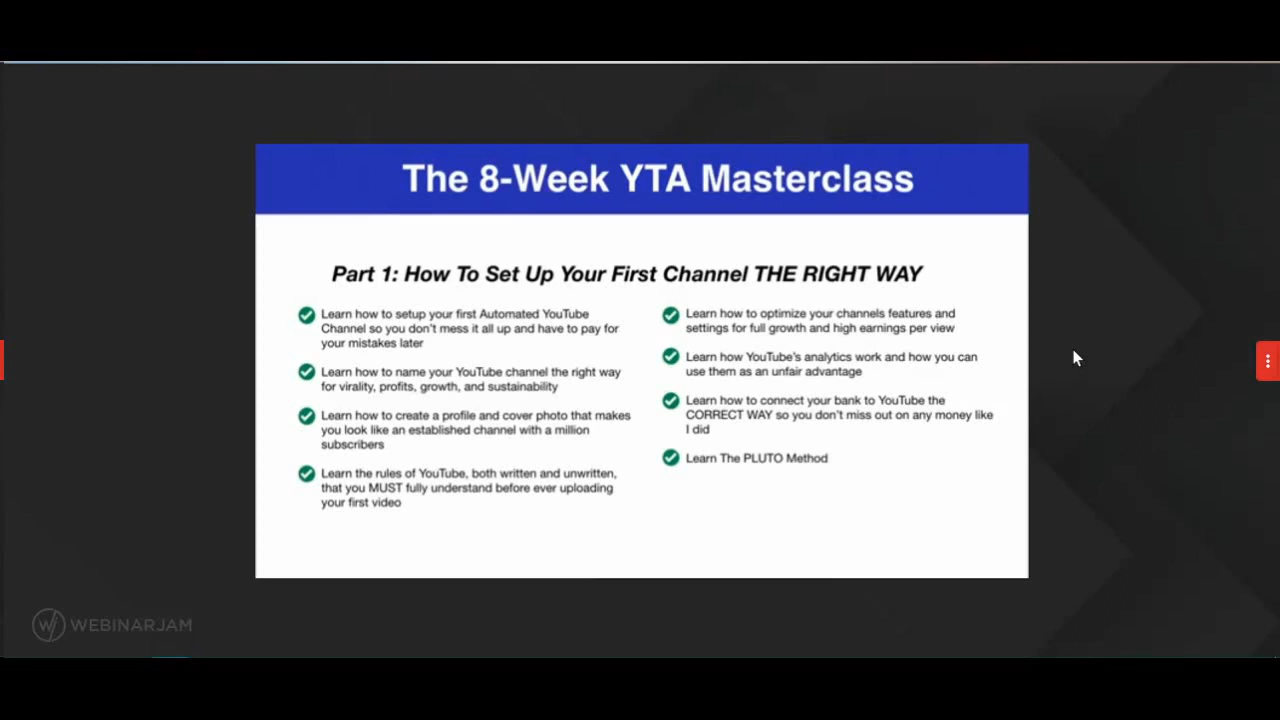 The 8-Week YTA Masterclass
Part 1: How To Set Up Your First Channel THE RIGHT WAY
Learn how to setup your first Automated YouTube
Channel so you don't mess it all up and have to pay for
your mistakes later
Learn how to name your YouTube channel the right way
for virality, profits, growth, and sustainability
Learn how to create a profile and cover photo that makes
you look like an established channel with a million
subscribers
Learn the rules of YouTube, both written and unwritten,
that you MUST fully understand before ever uploading
your first video
Learn how to optimize your channels features and
settings for full growth and high earnings per view
Learn how YouTube's analytics work and how you can
use them as an unfair advantage
Learn how to connect your bank to YouTube the
CORRECT WAY so you don't miss out on any money like
I did
Learn The PLUTO Method
WEBINARJAM